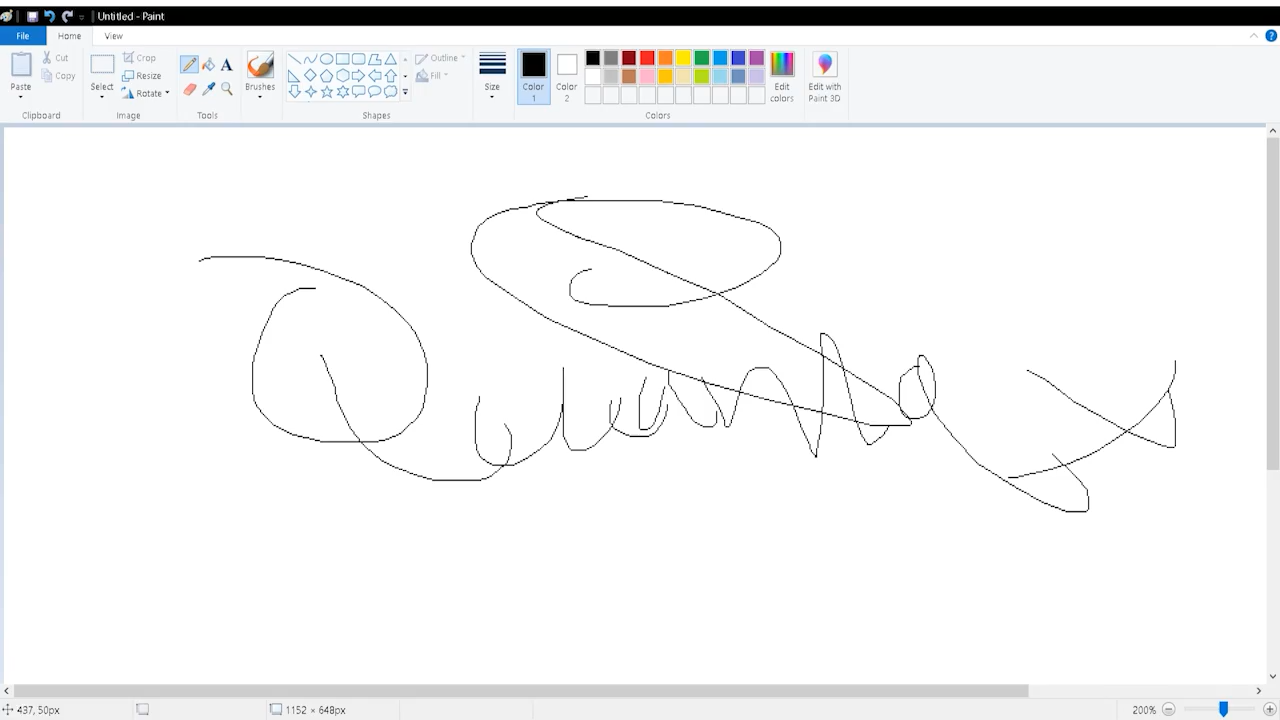 Untitled - Paint
File Home View
Cut Crop Outline
Copy Resize Fill
Paste Select Rotate Brushes Size Color 1 Color 2 Edit colors Edit with Paint 3D
Clipboard Image Tools Shapes Colors
437, 50px 1152 × 648px 200%